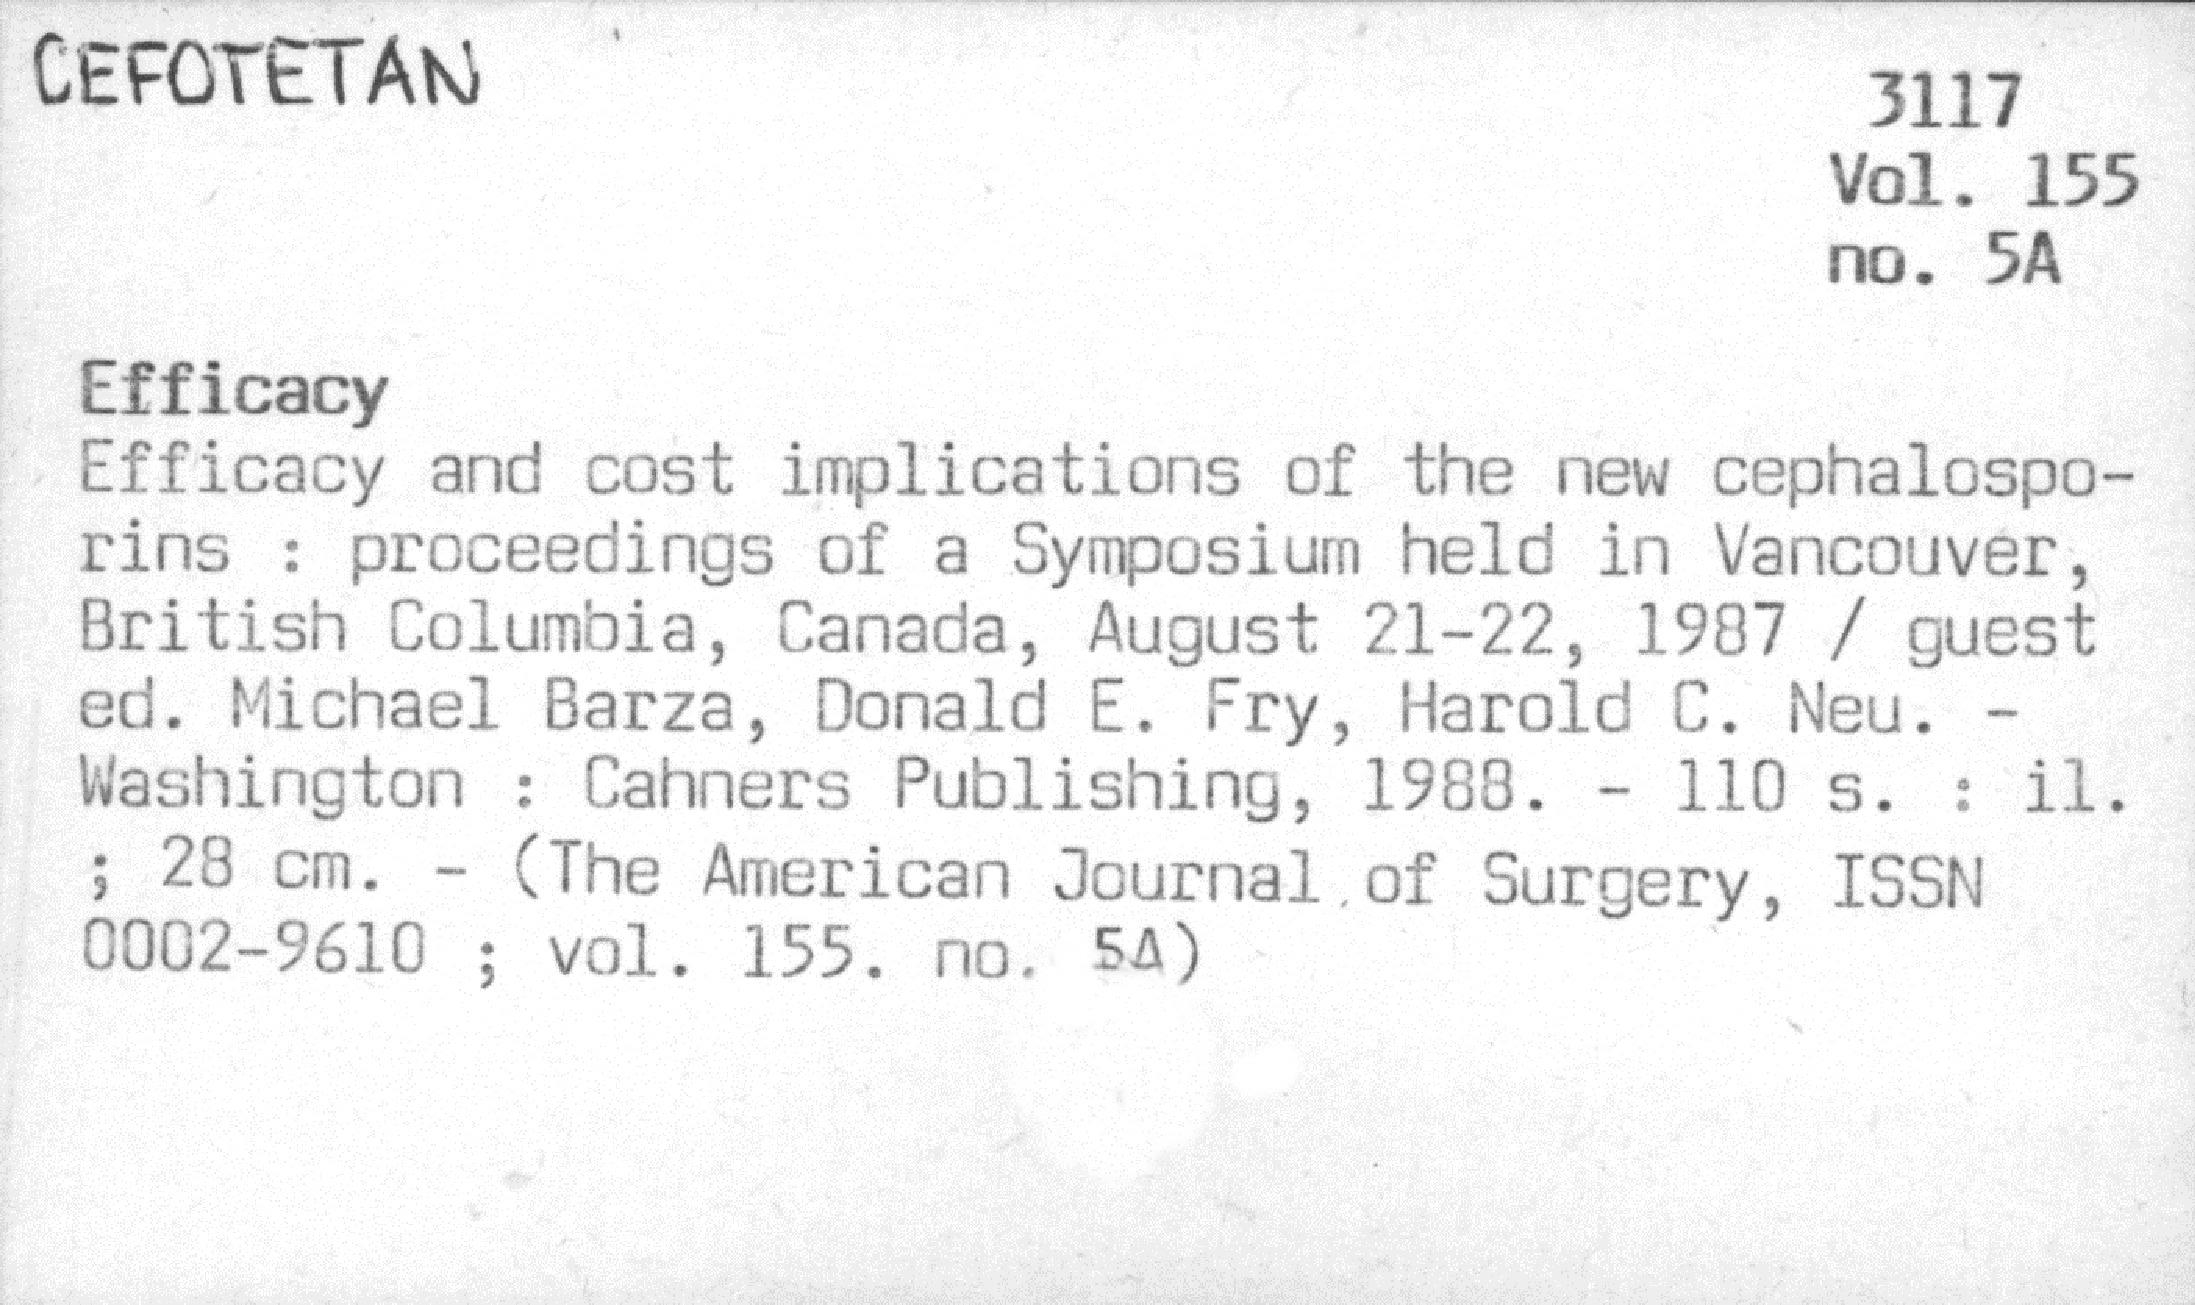 CEFOTETAN
3117
Vol. 155
no. 5A
Efficacy
Efficacy and cost implications of the new cephalospo-
rins : proceedings of a Symposium held in Vancouver,
British Columbia, Canada, August 21-22, 1987 / guest
ed. Michael Barza, Donald E. Fry, Harold C. Neu. -
Washington : Cahners Publishing, 1988. - 110 s. : il.
; 28 cm. - (The American Journal of Surgery, ISSN
0002-9610 ; vol. 155. no. 5A)